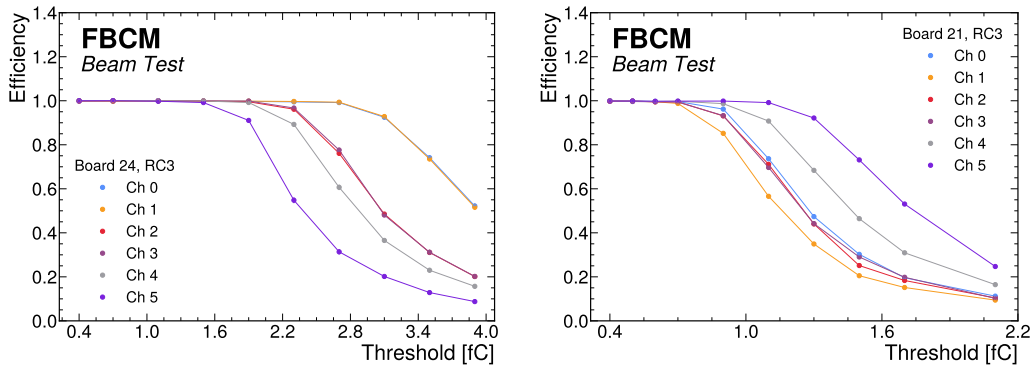 Efficiency
1.4
1.2
1.0
0.8
0.6
0.4
0.2
0.0
FBCM
Beam Test
Board 24, RC3
Ch 0
Ch 1
Ch 2
Ch 3
Ch 4
Ch 5
0.4 1.0 1.6 2.2 2.8 3.4 4.0
Threshold [fC]
Efficiency
1.4
1.2
1.0
0.8
0.6
0.4
0.2
0.0
FBCM
Beam Test
Board 21, RC3
Ch 0
Ch 1
Ch 2
Ch 3
Ch 4
Ch 5
0.4 1.0 1.6 2.2
Threshold [fC]